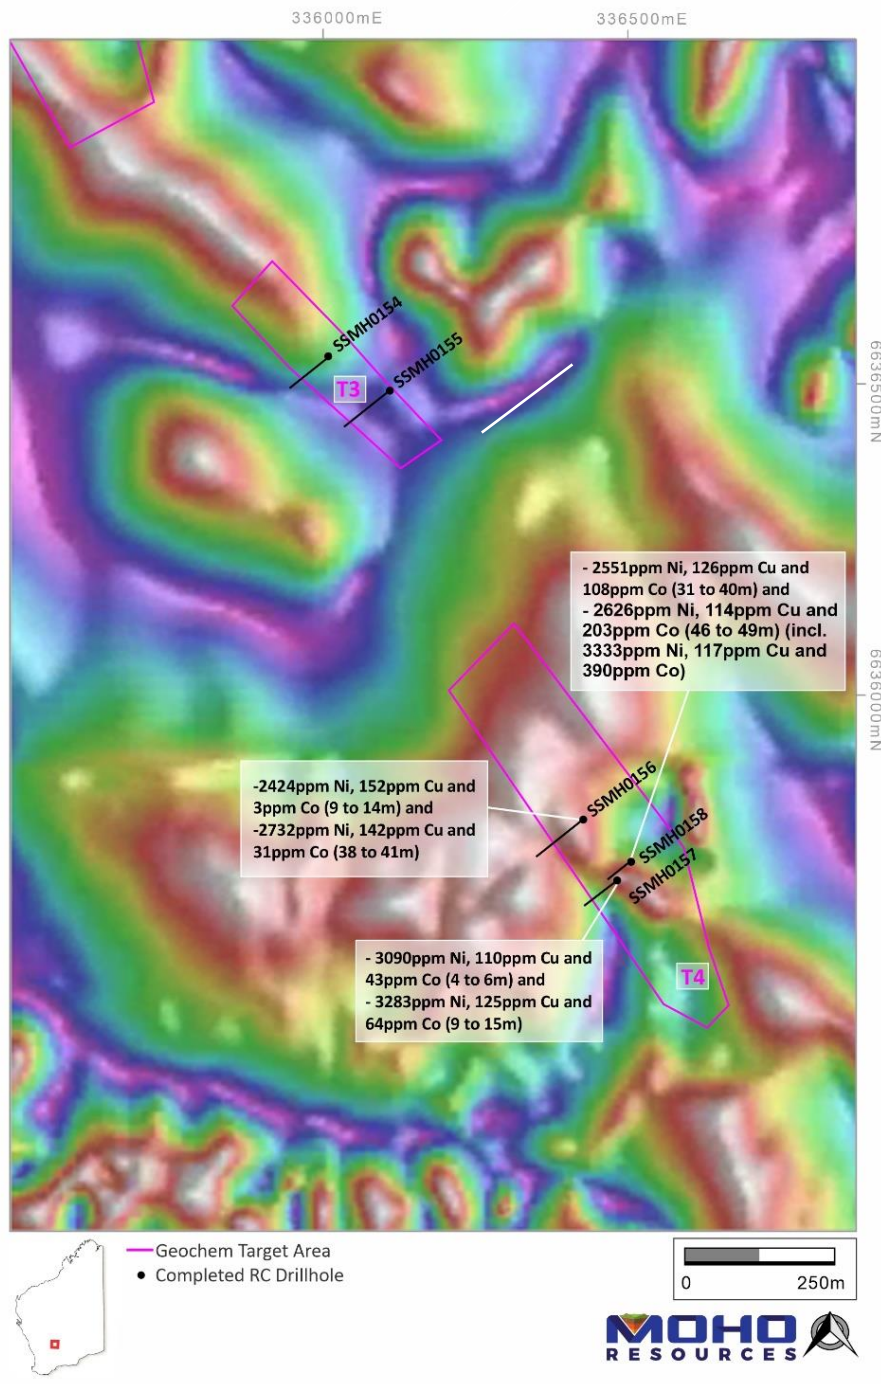 336000mE
336500mE
SSMH0154
SSMH0155
T3
6636500mN
- 2551ppm Ni, 126ppm Cu and
108ppm Co (31 to 40m) and
- 2626ppm Ni, 114ppm Cu and
203ppm Co (46 to 49m) (incl.
3333ppm Ni, 117ppm Cu and
390ppm Co)
6636000mN
-2424ppm Ni, 152ppm Cu and
3ppm Co (9 to 14m) and
-2732ppm Ni, 142ppm Cu and
31ppm Co (38 to 41m)
SSMH0156
SSMH0158
SSMH0157
- 3090ppm Ni, 110ppm Cu and
43ppm Co (4 to 6m) and
- 3283ppm Ni, 125ppm Cu and
64ppm Co (9 to 15m)
T4
Geochem Target Area
Completed RC Drillhole
0
250m
MOHO
RESOURCES